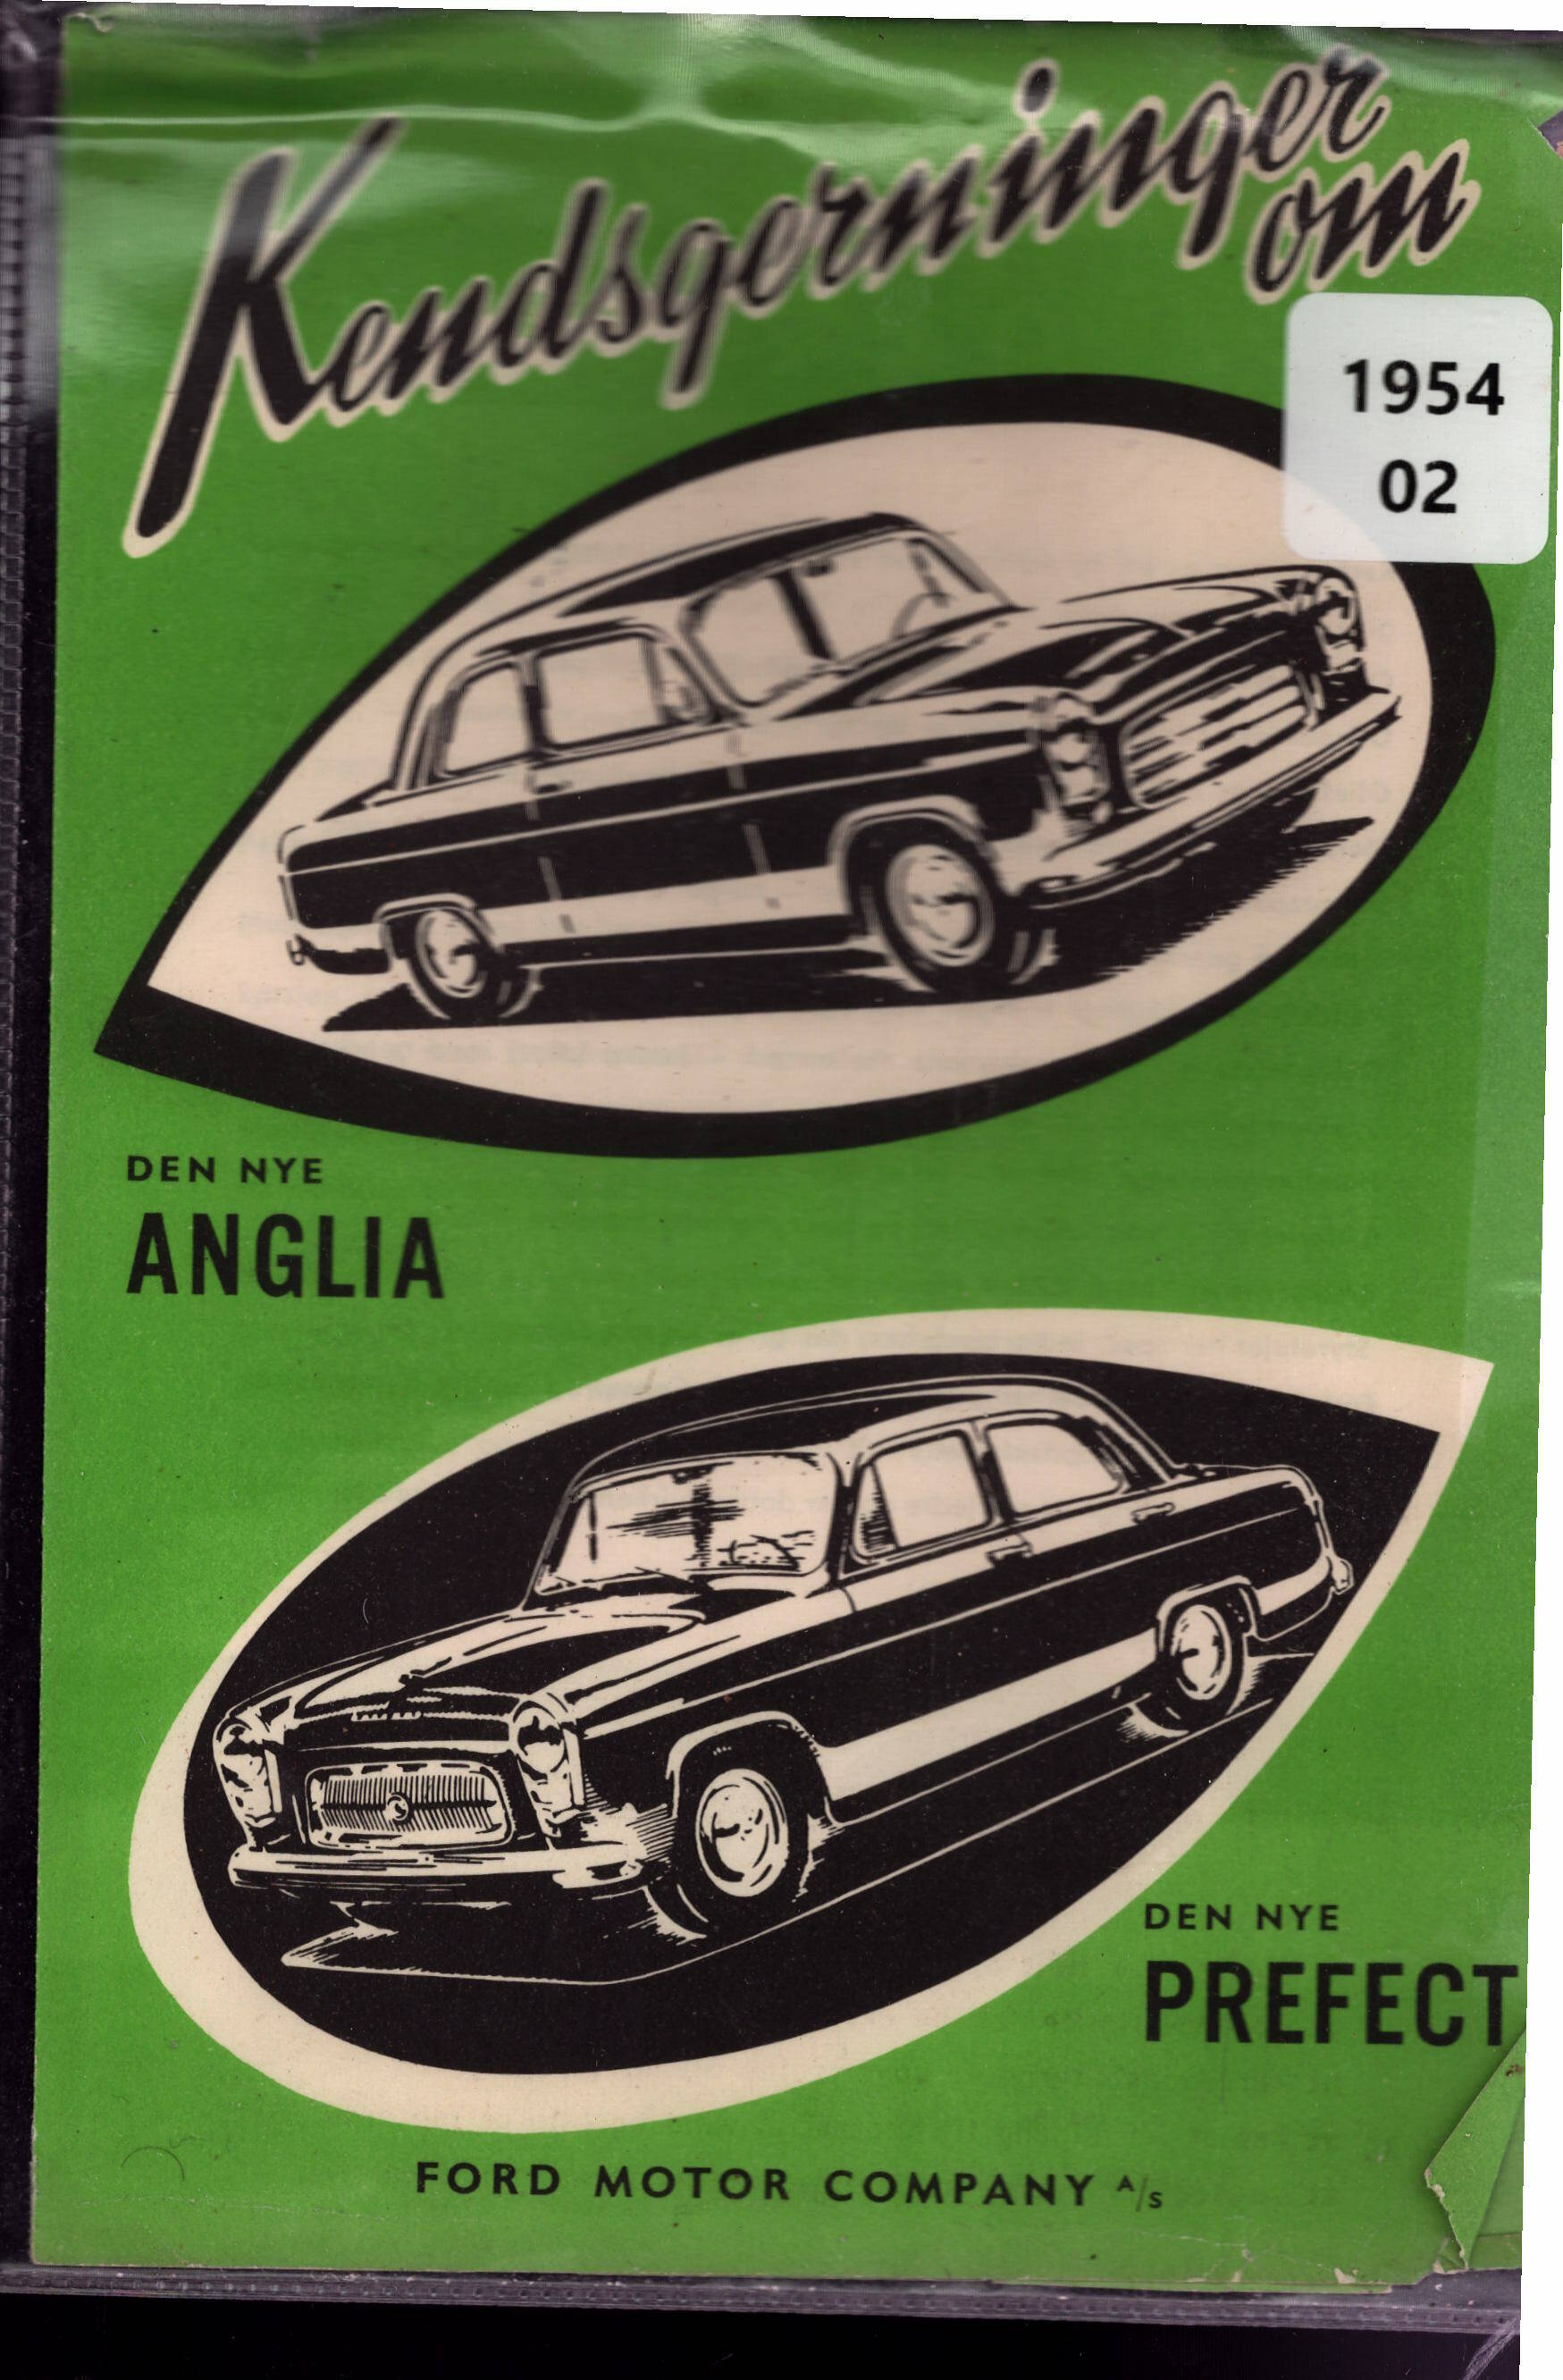 Kendsgerninger
om
1954
02
DEN NYE
ANGLIA
DEN NYE
PREFECT
FORD MOTOR COMPANY A/S